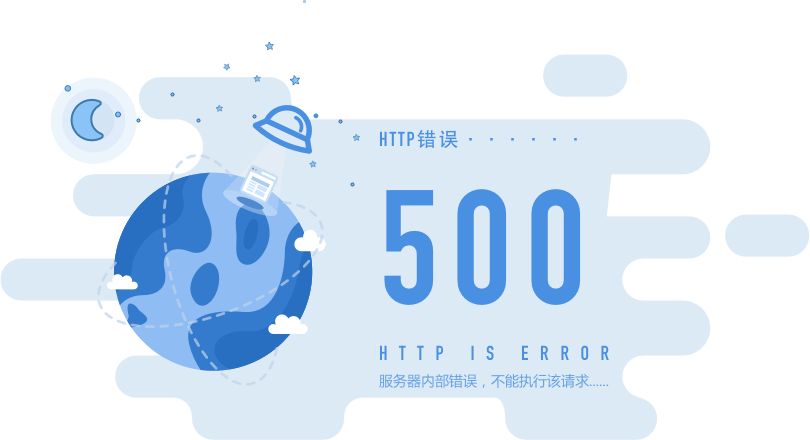 HTTP错误 · · · · · ·
500
HTTP IS ERROR
服务器内部错误，不能执行该请求......